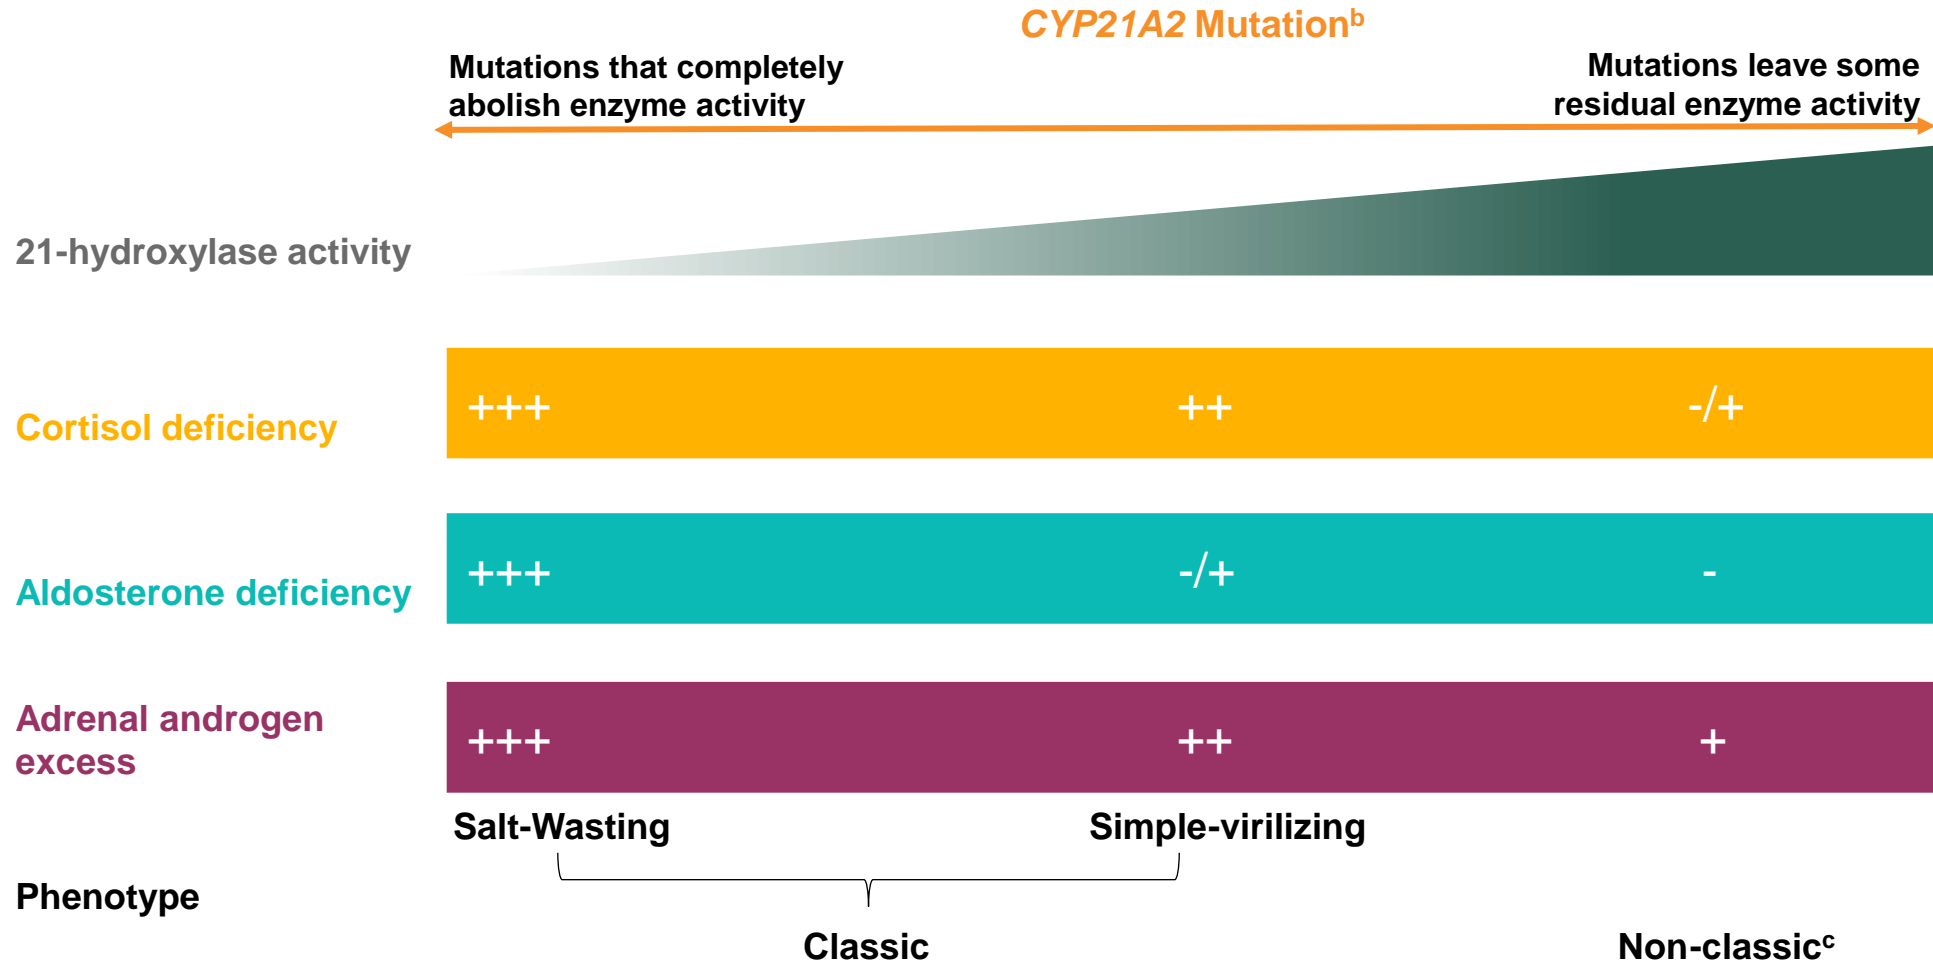 CYP21A2 Mutationᵇ
Mutations that completely
abolish enzyme activity
Mutations leave some
residual enzyme activity
21-hydroxylase activity
Cortisol deficiency
+++
++
-/+
Aldosterone deficiency
+++
-/+
-
Adrenal androgen
excess
+++
++
+
Salt-Wasting
Simple-virilizing
Phenotype
Classic
Non-classicᶜ